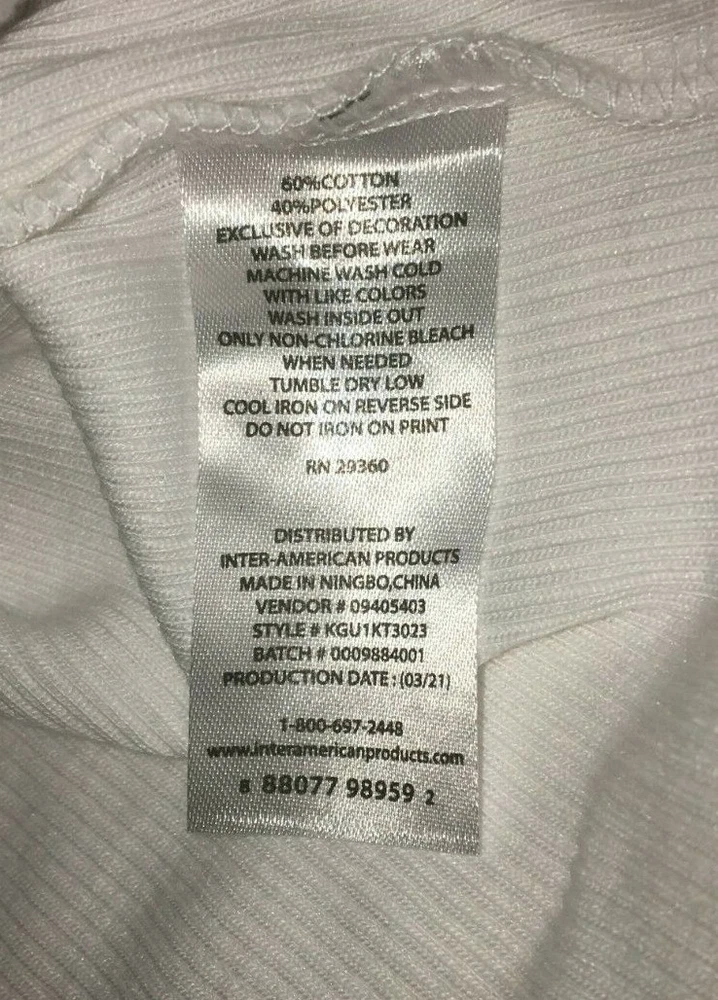 60%COTTON
40%POLYESTER
EXCLUSIVE OF DECORATION
WASH BEFORE WEAR
MACHINE WASH COLD
WITH LIKE COLORS
WASH INSIDE OUT
ONLY NON-CHLORINE BLEACH
WHEN NEEDED
TUMBLE DRY LOW
COOL IRON ON REVERSE SIDE
DO NOT IRON ON PRINT
RN 29360
DISTRIBUTED BY
INTER-AMERICAN PRODUCTS
MADE IN NINGBO,CHINA
VENDOR # 09405403
STYLE # KGU1KT3023
BATCH # 0009884001
PRODUCTION DATE : (03/21)
1-800-697-2448
www.interamericanproducts.com
8 88077 98959 2